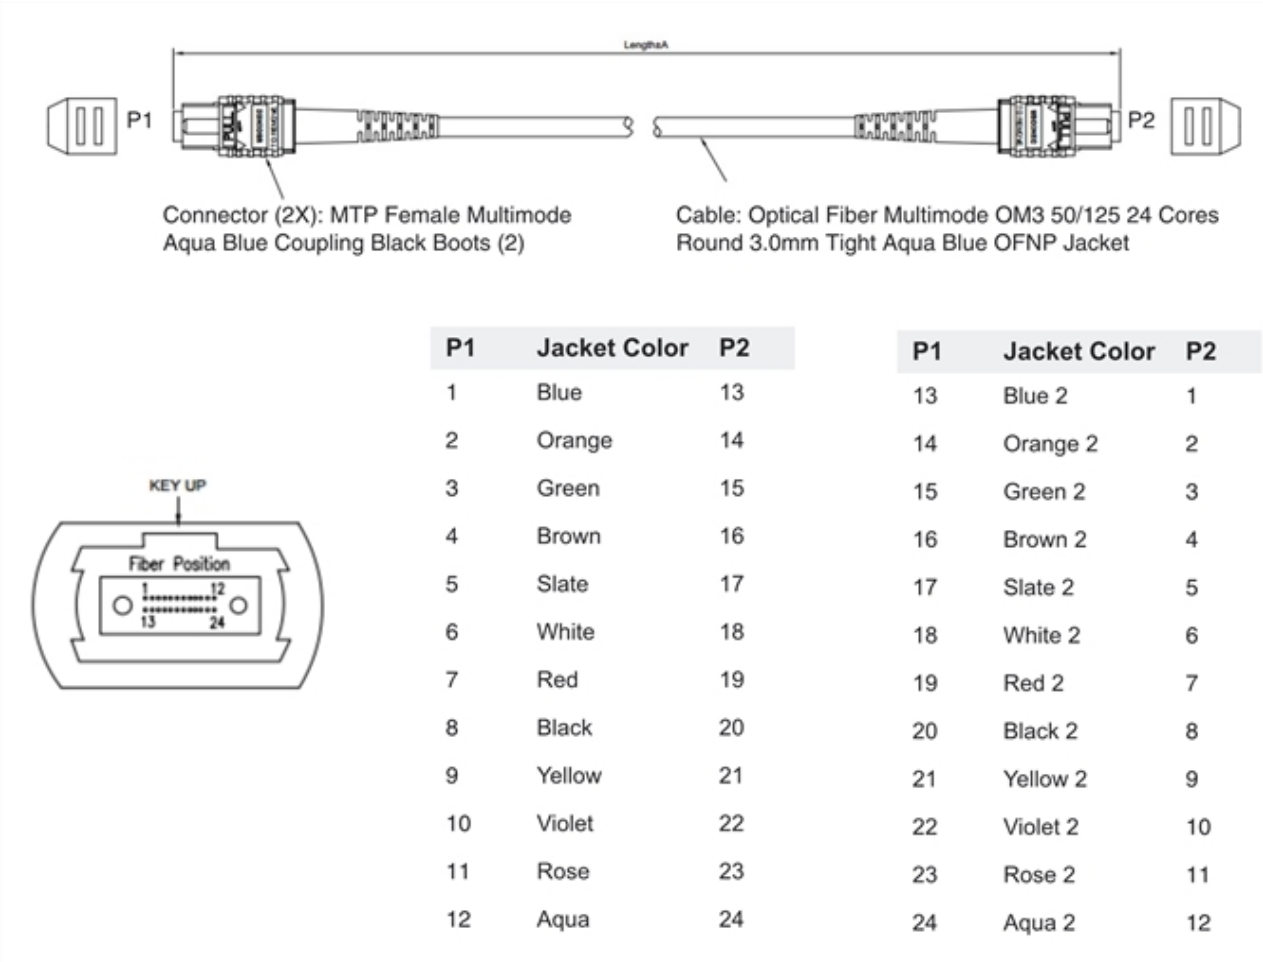 Length±A
P1
PULL
PULL
P2
Connector (2X): MTP Female Multimode
Aqua Blue Coupling Black Boots (2)
Cable: Optical Fiber Multimode OM3 50/125 24 Cores
Round 3.0mm Tight Aqua Blue OFNP Jacket
KEY UP
Fiber Position
1 12
13 24
P1 Jacket Color P2
1 Blue 13
2 Orange 14
3 Green 15
4 Brown 16
5 Slate 17
6 White 18
7 Red 19
8 Black 20
9 Yellow 21
10 Violet 22
11 Rose 23
12 Aqua 24
P1 Jacket Color P2
13 Blue 2 1
14 Orange 2 2
15 Green 2 3
16 Brown 2 4
17 Slate 2 5
18 White 2 6
19 Red 2 7
20 Black 2 8
21 Yellow 2 9
22 Violet 2 10
23 Rose 2 11
24 Aqua 2 12